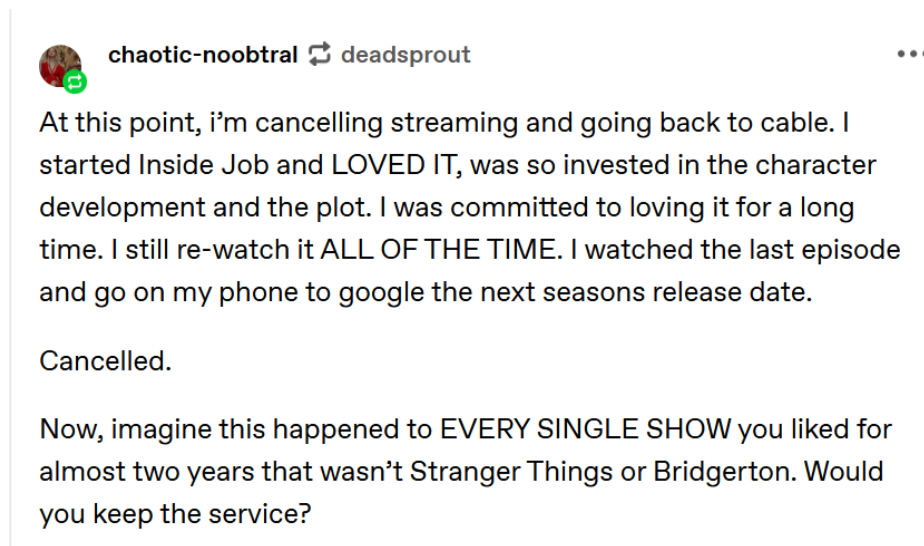 chaotic-noobtral deadsprout
At this point, i’m cancelling streaming and going back to cable. I
started Inside Job and LOVED IT, was so invested in the character
development and the plot. I was committed to loving it for a long
time. I still re-watch it ALL OF THE TIME. I watched the last episode
and go on my phone to google the next seasons release date.
Cancelled.
Now, imagine this happened to EVERY SINGLE SHOW you liked for
almost two years that wasn’t Stranger Things or Bridgerton. Would
you keep the service?